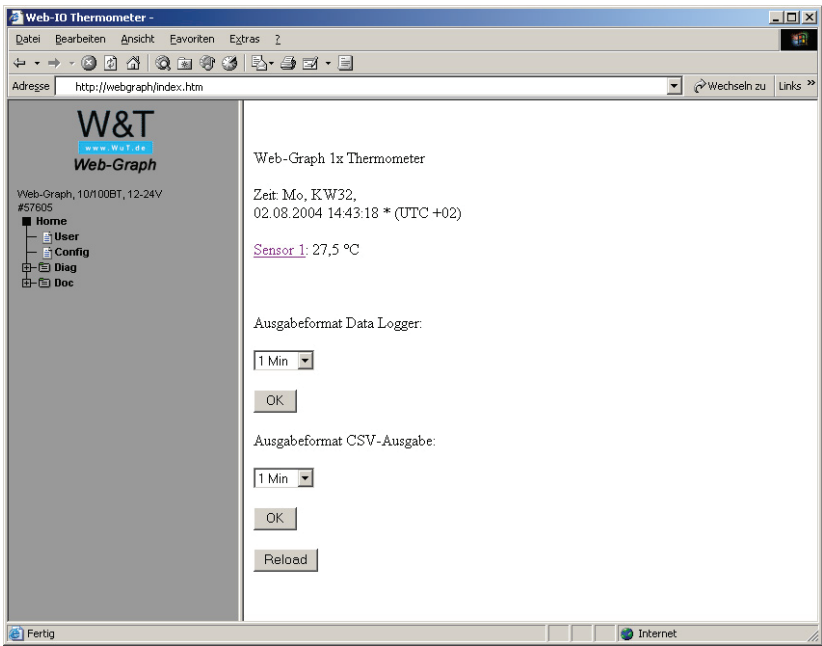 Web-IO Thermometer -
Datei Bearbeiten Ansicht Favoriten Extras ?
Adresse http://webgraph/index.htm Wechseln zu Links »
W&T
www.WuT.de
Web-Graph
Web-Graph, 10/100BT, 12-24V
#57605
Home
User
Config
Diag
Doc
Web-Graph 1x Thermometer
Zeit: Mo, KW32,
02.08.2004 14:43:18 * (UTC +02)
Sensor 1: 27,5 °C
Ausgabeformat Data Logger:
1 Min
OK
Ausgabeformat CSV-Ausgabe:
1 Min
OK
Reload
Fertig Internet